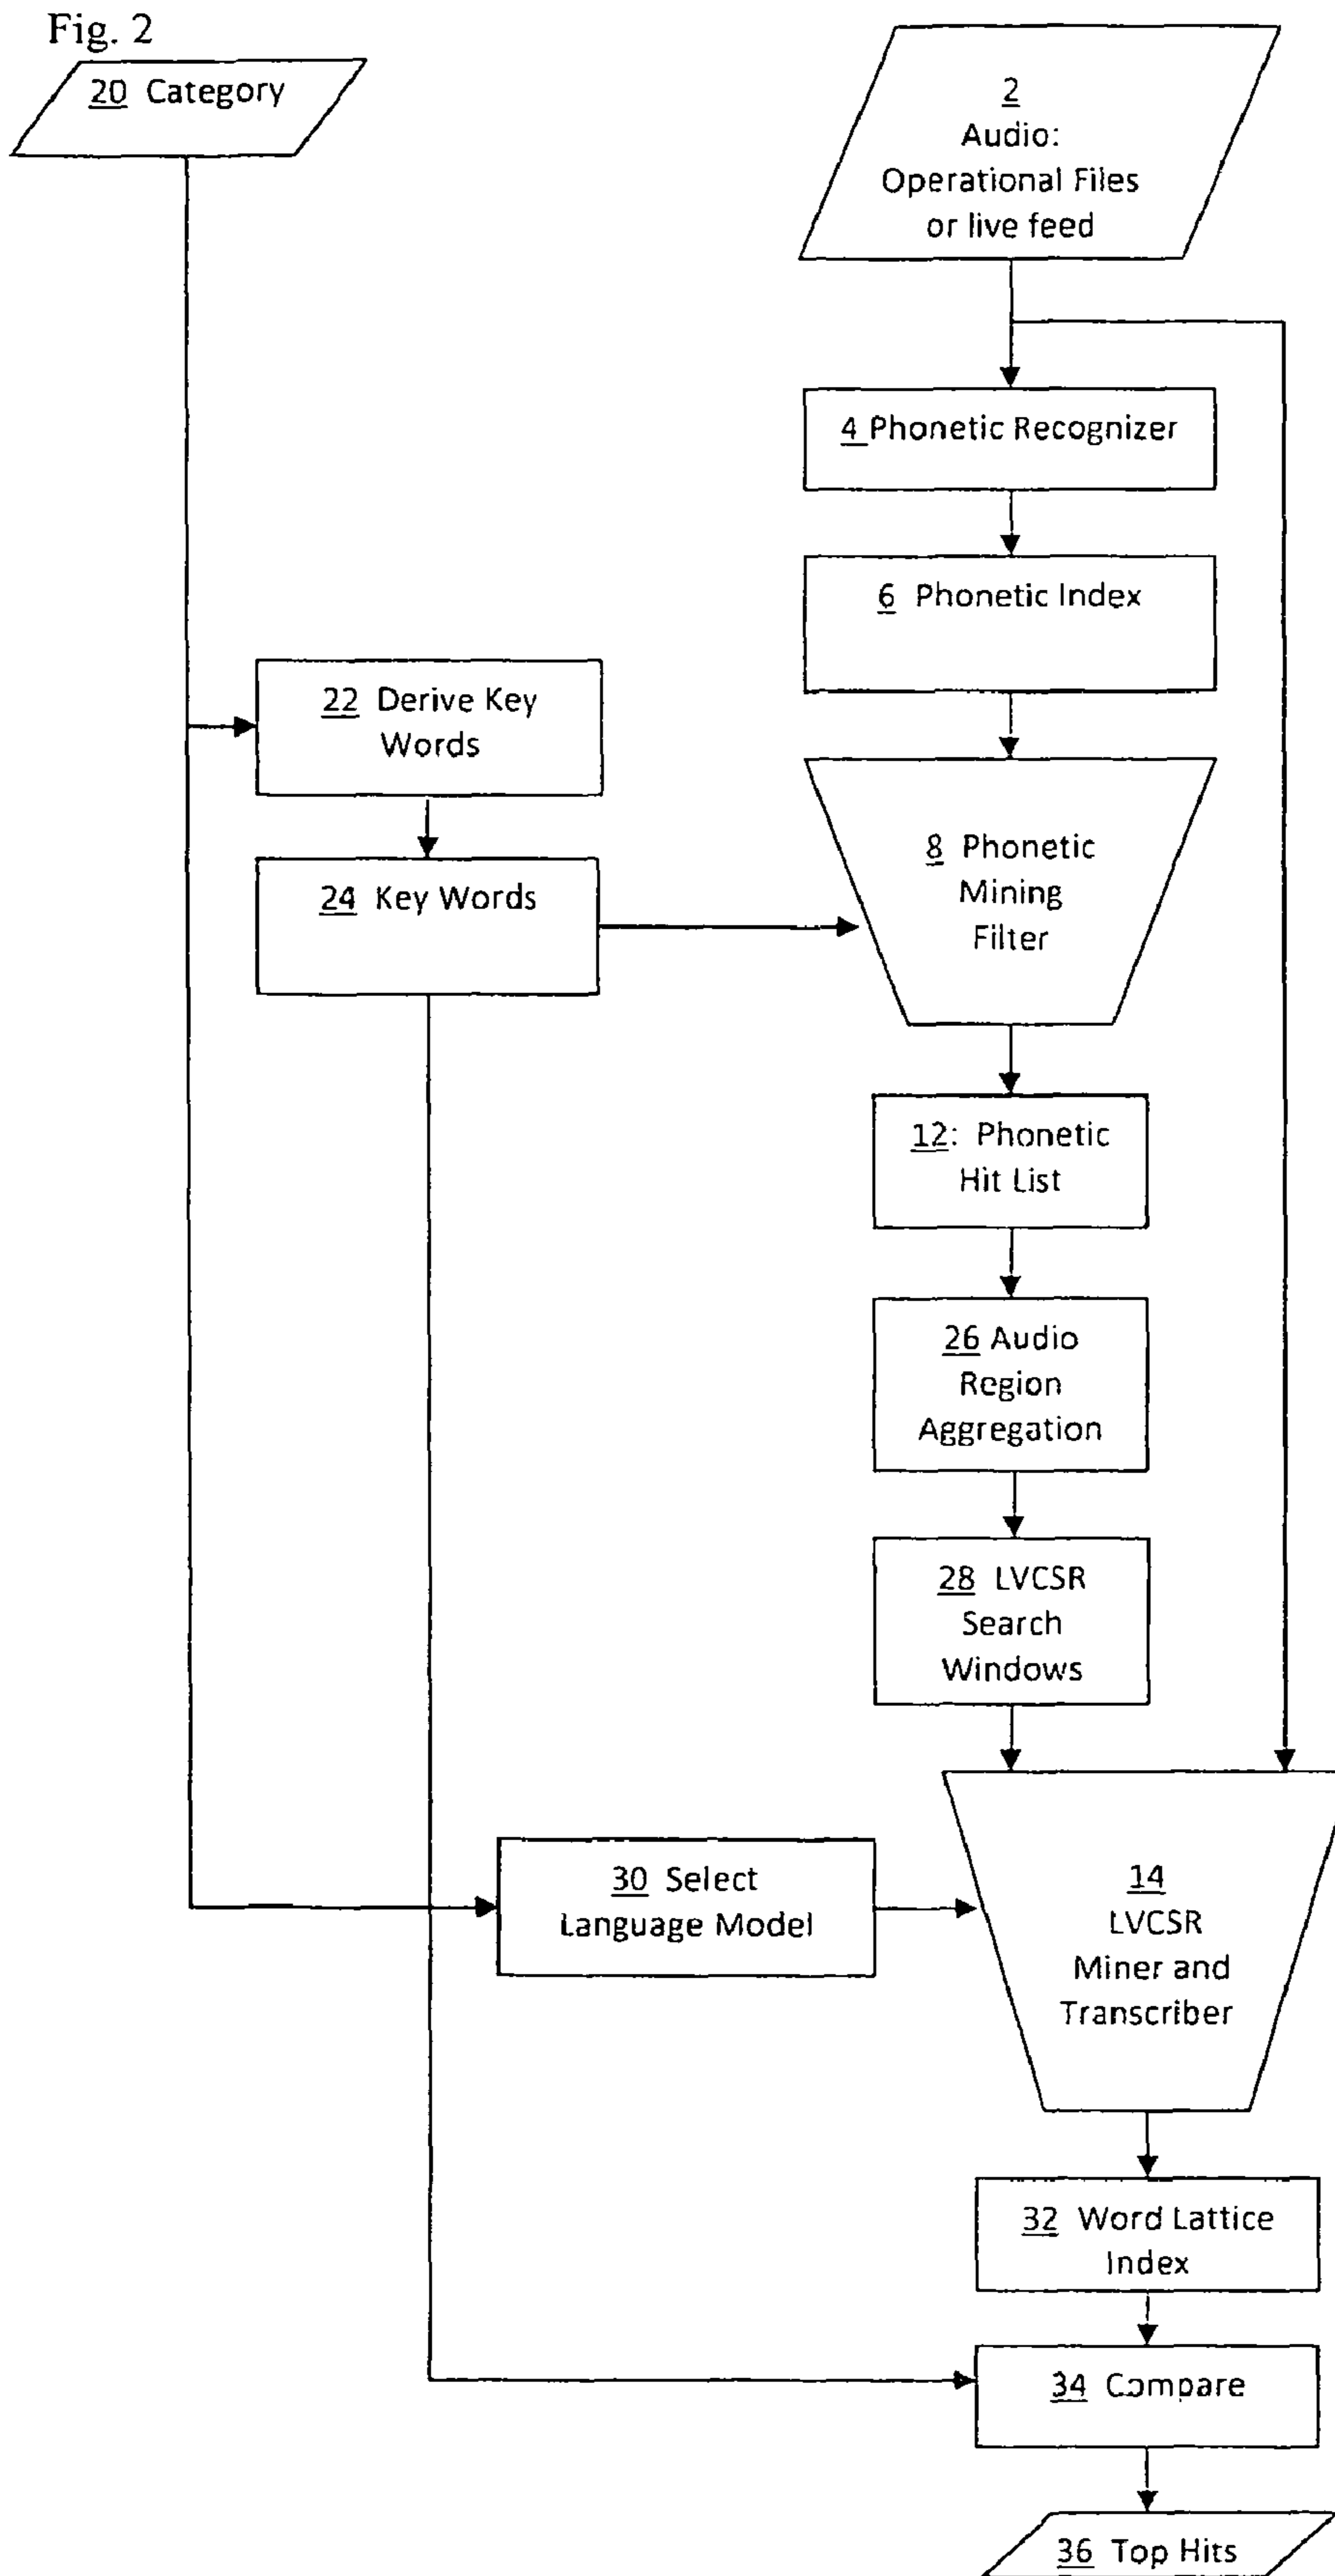 Fig. 2
20 Category
2
Audio:
Operational Files
or live feed
4 Phonetic Recognizer
6 Phonetic Index
22 Derive Key
Words
24 Key Words
8 Phonetic
Mining
Filter
12: Phonetic
Hit List
26 Audio
Region
Aggregation
28 LVCSR
Search
Windows
30 Select
Language Model
14
LVCSR
Miner and
Transcriber
32 Word Lattice
Index
34 Compare
36 Top Hits